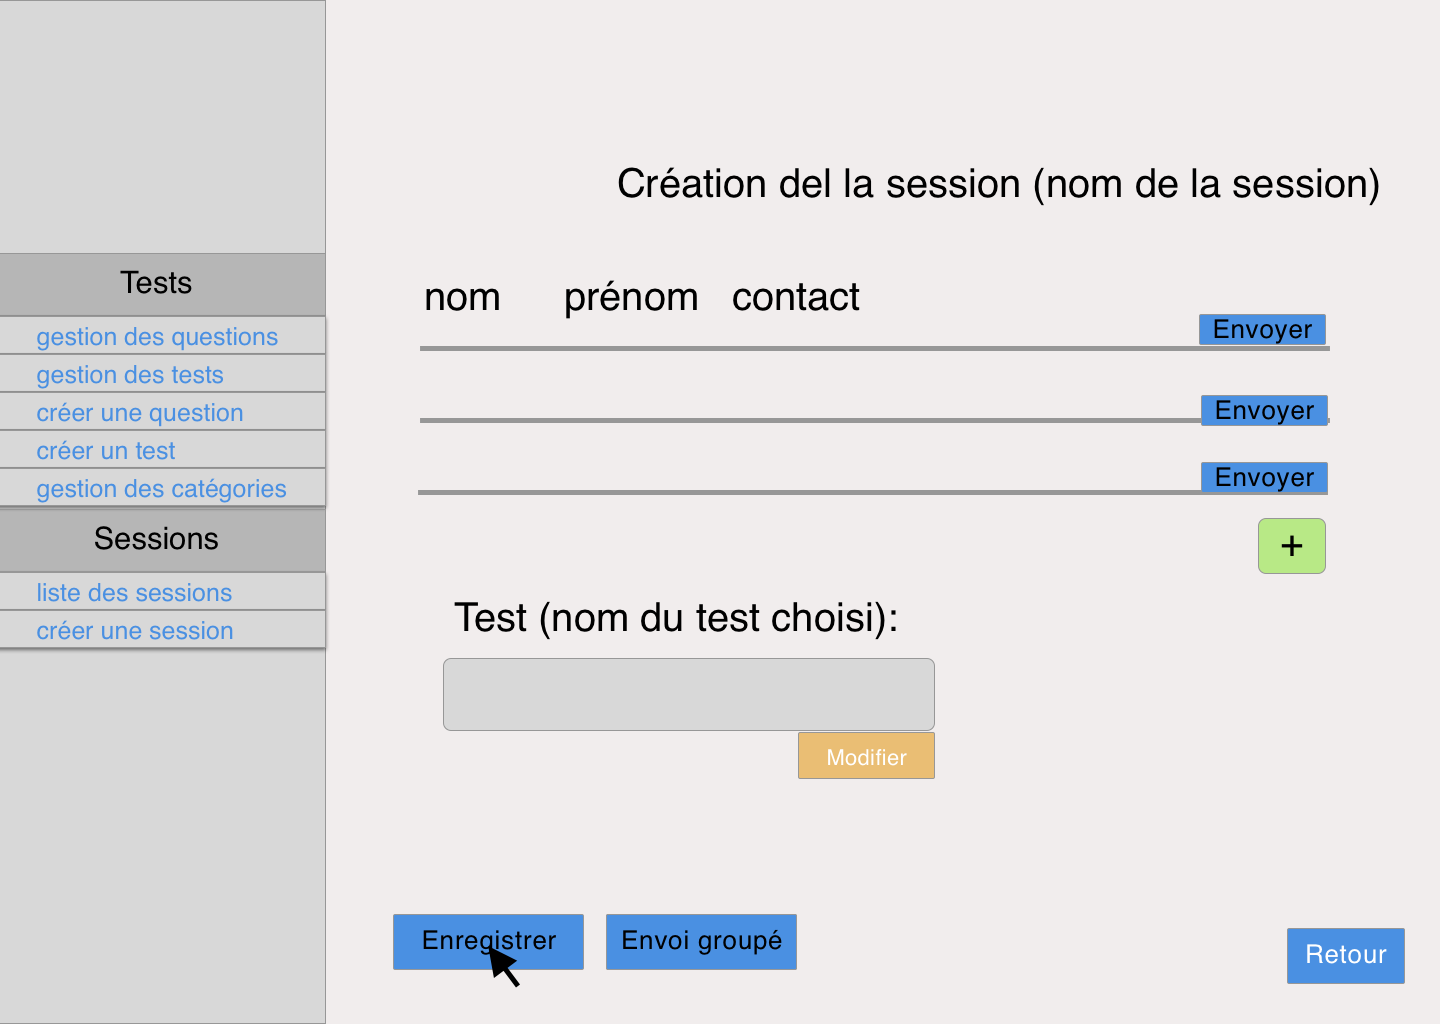 Création del la session (nom de la session)
Tests
gestion des questions
gestion des tests
créer une question
créer un test
gestion des catégories
Sessions
liste des sessions
créer une session
nom prénom contact
Envoyer
Envoyer
Envoyer
+
Test (nom du test choisi):
Modifier
Enregistrer
Envoi groupé
Retour